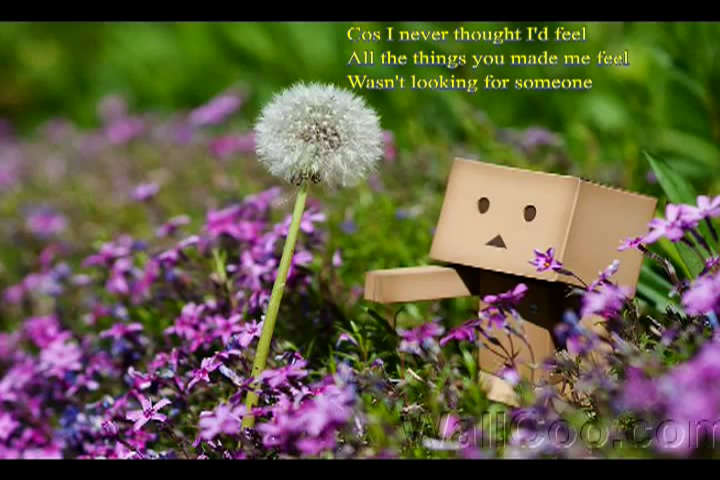 Cos I never thought I'd feel
All the things you made me feel
Wasn't looking for someone
WallCoo.com